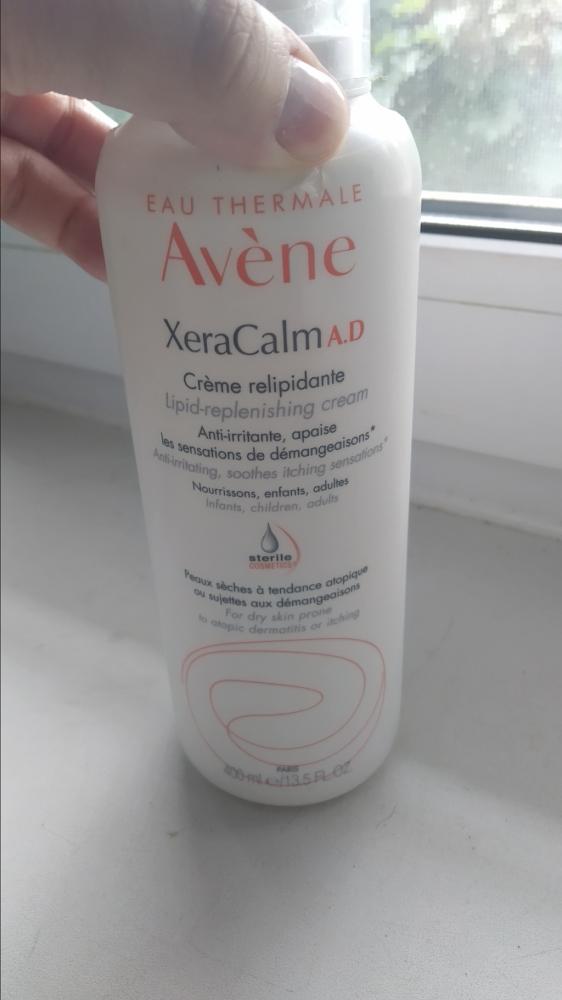 EAU THERMALE
Avène
XeraCalm A.D
Crème relipidante
Lipid-replenishing cream
Anti-irritante, apaise
les sensations de démangeaisons*
Anti-irritating, soothes itching sensations*
Nourrissons, enfants, adultes
Infants, children, adults
sterile
COSMETICS
Peaux sèches à tendance atopique
ou sujettes aux démangeaisons
For dry skin prone
to atopic dermatitis or itching
PARIS
400 ml e/13.5 FL OZ